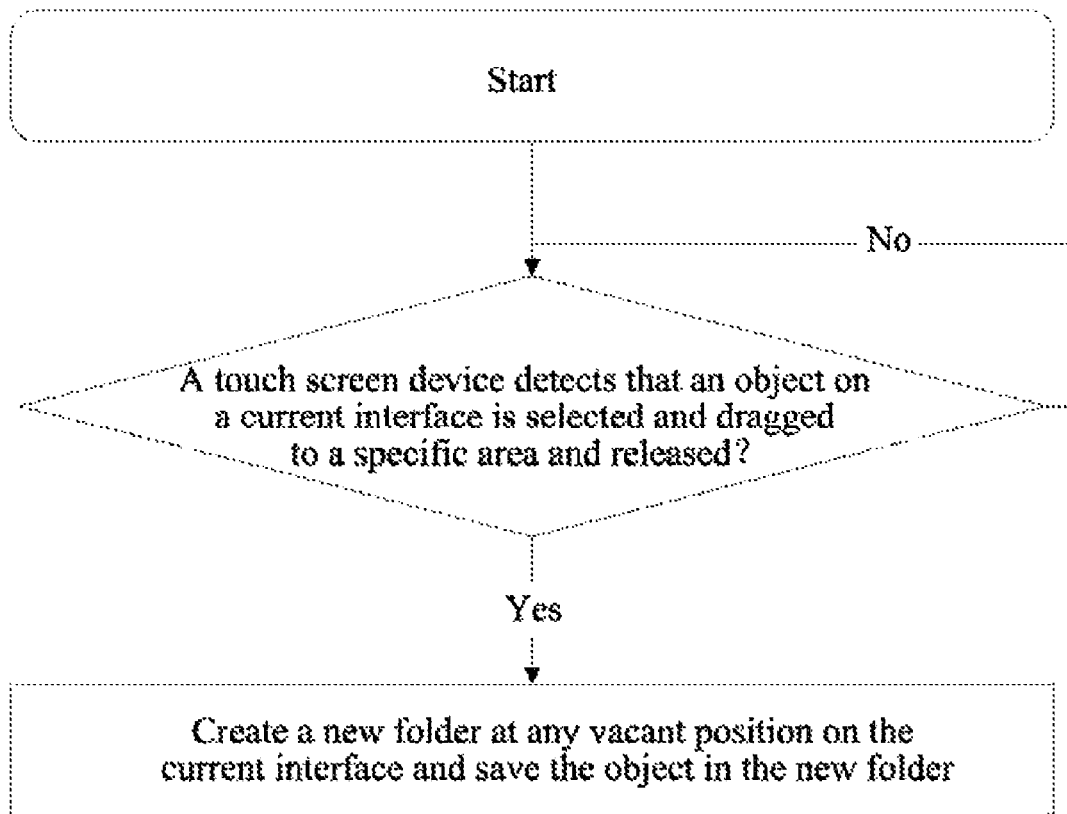 Start
No
A touch screen device detects that an object on
a current interface is selected and dragged
to a specific area and released?
Yes
Create a new folder at any vacant position on the
current interface and save the object in the new folder